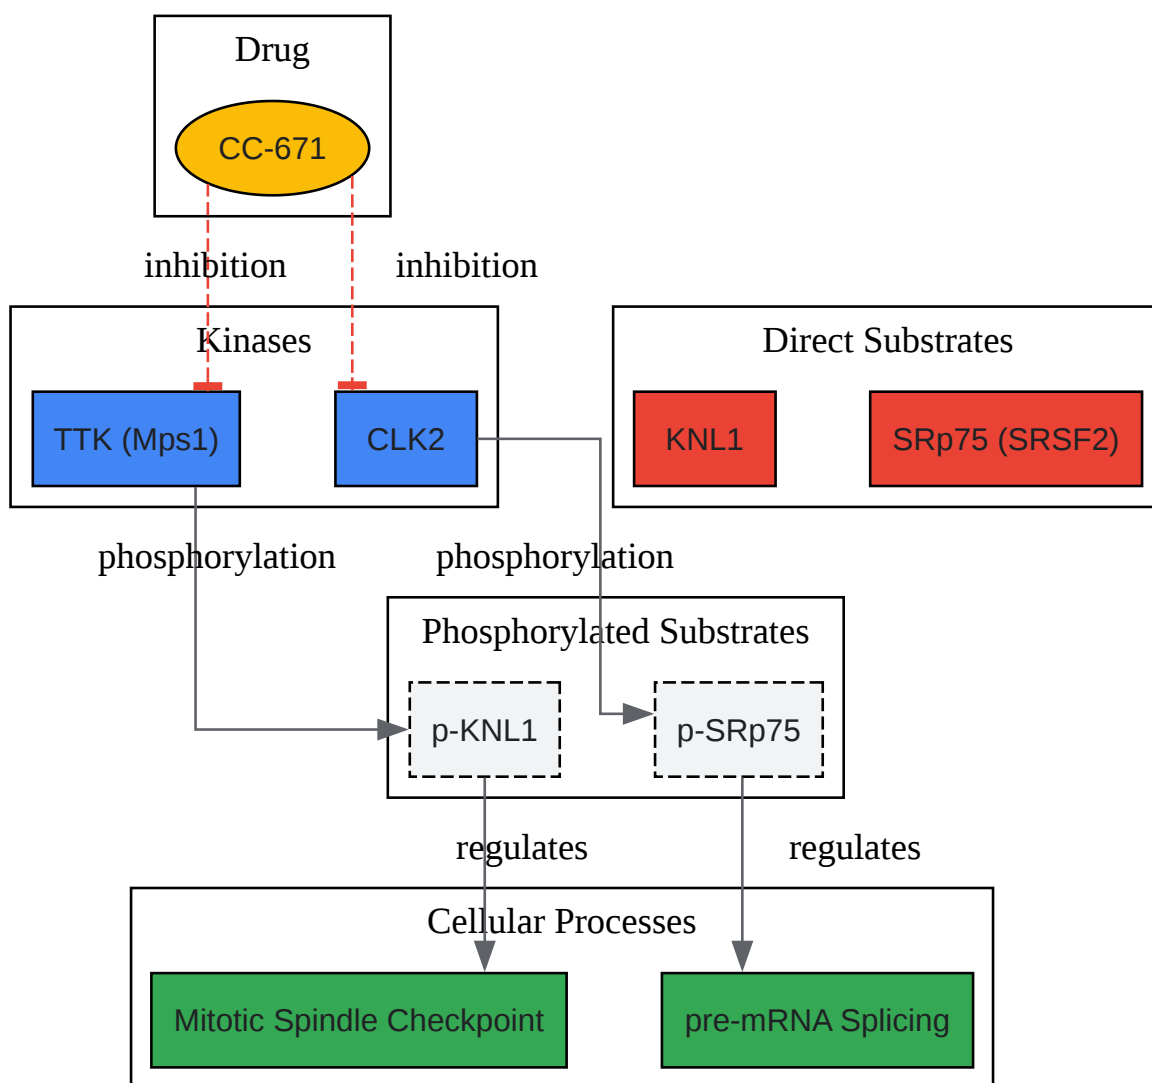 Drug
CC-671
inhibition
inhibition
Kinases
Direct Substrates
TTK (Mps1)
CLK2
KNL1
SRp75 (SRSF2)
phosphorylation
phosphorylation
Phosphorylated Substrates
p-KNL1
p-SRp75
regulates
regulates
Cellular Processes
Mitotic Spindle Checkpoint
pre-mRNA Splicing